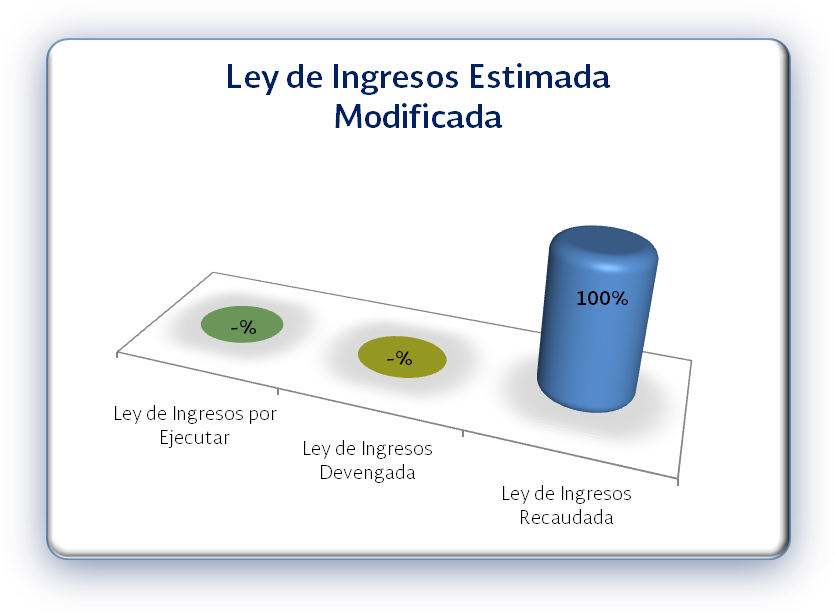 Ley de Ingresos Estimada
Modificada
100%
-%
-%
Ley de Ingresos por
Ejecutar
Ley de Ingresos
Devengada
Ley de Ingresos
Recaudada